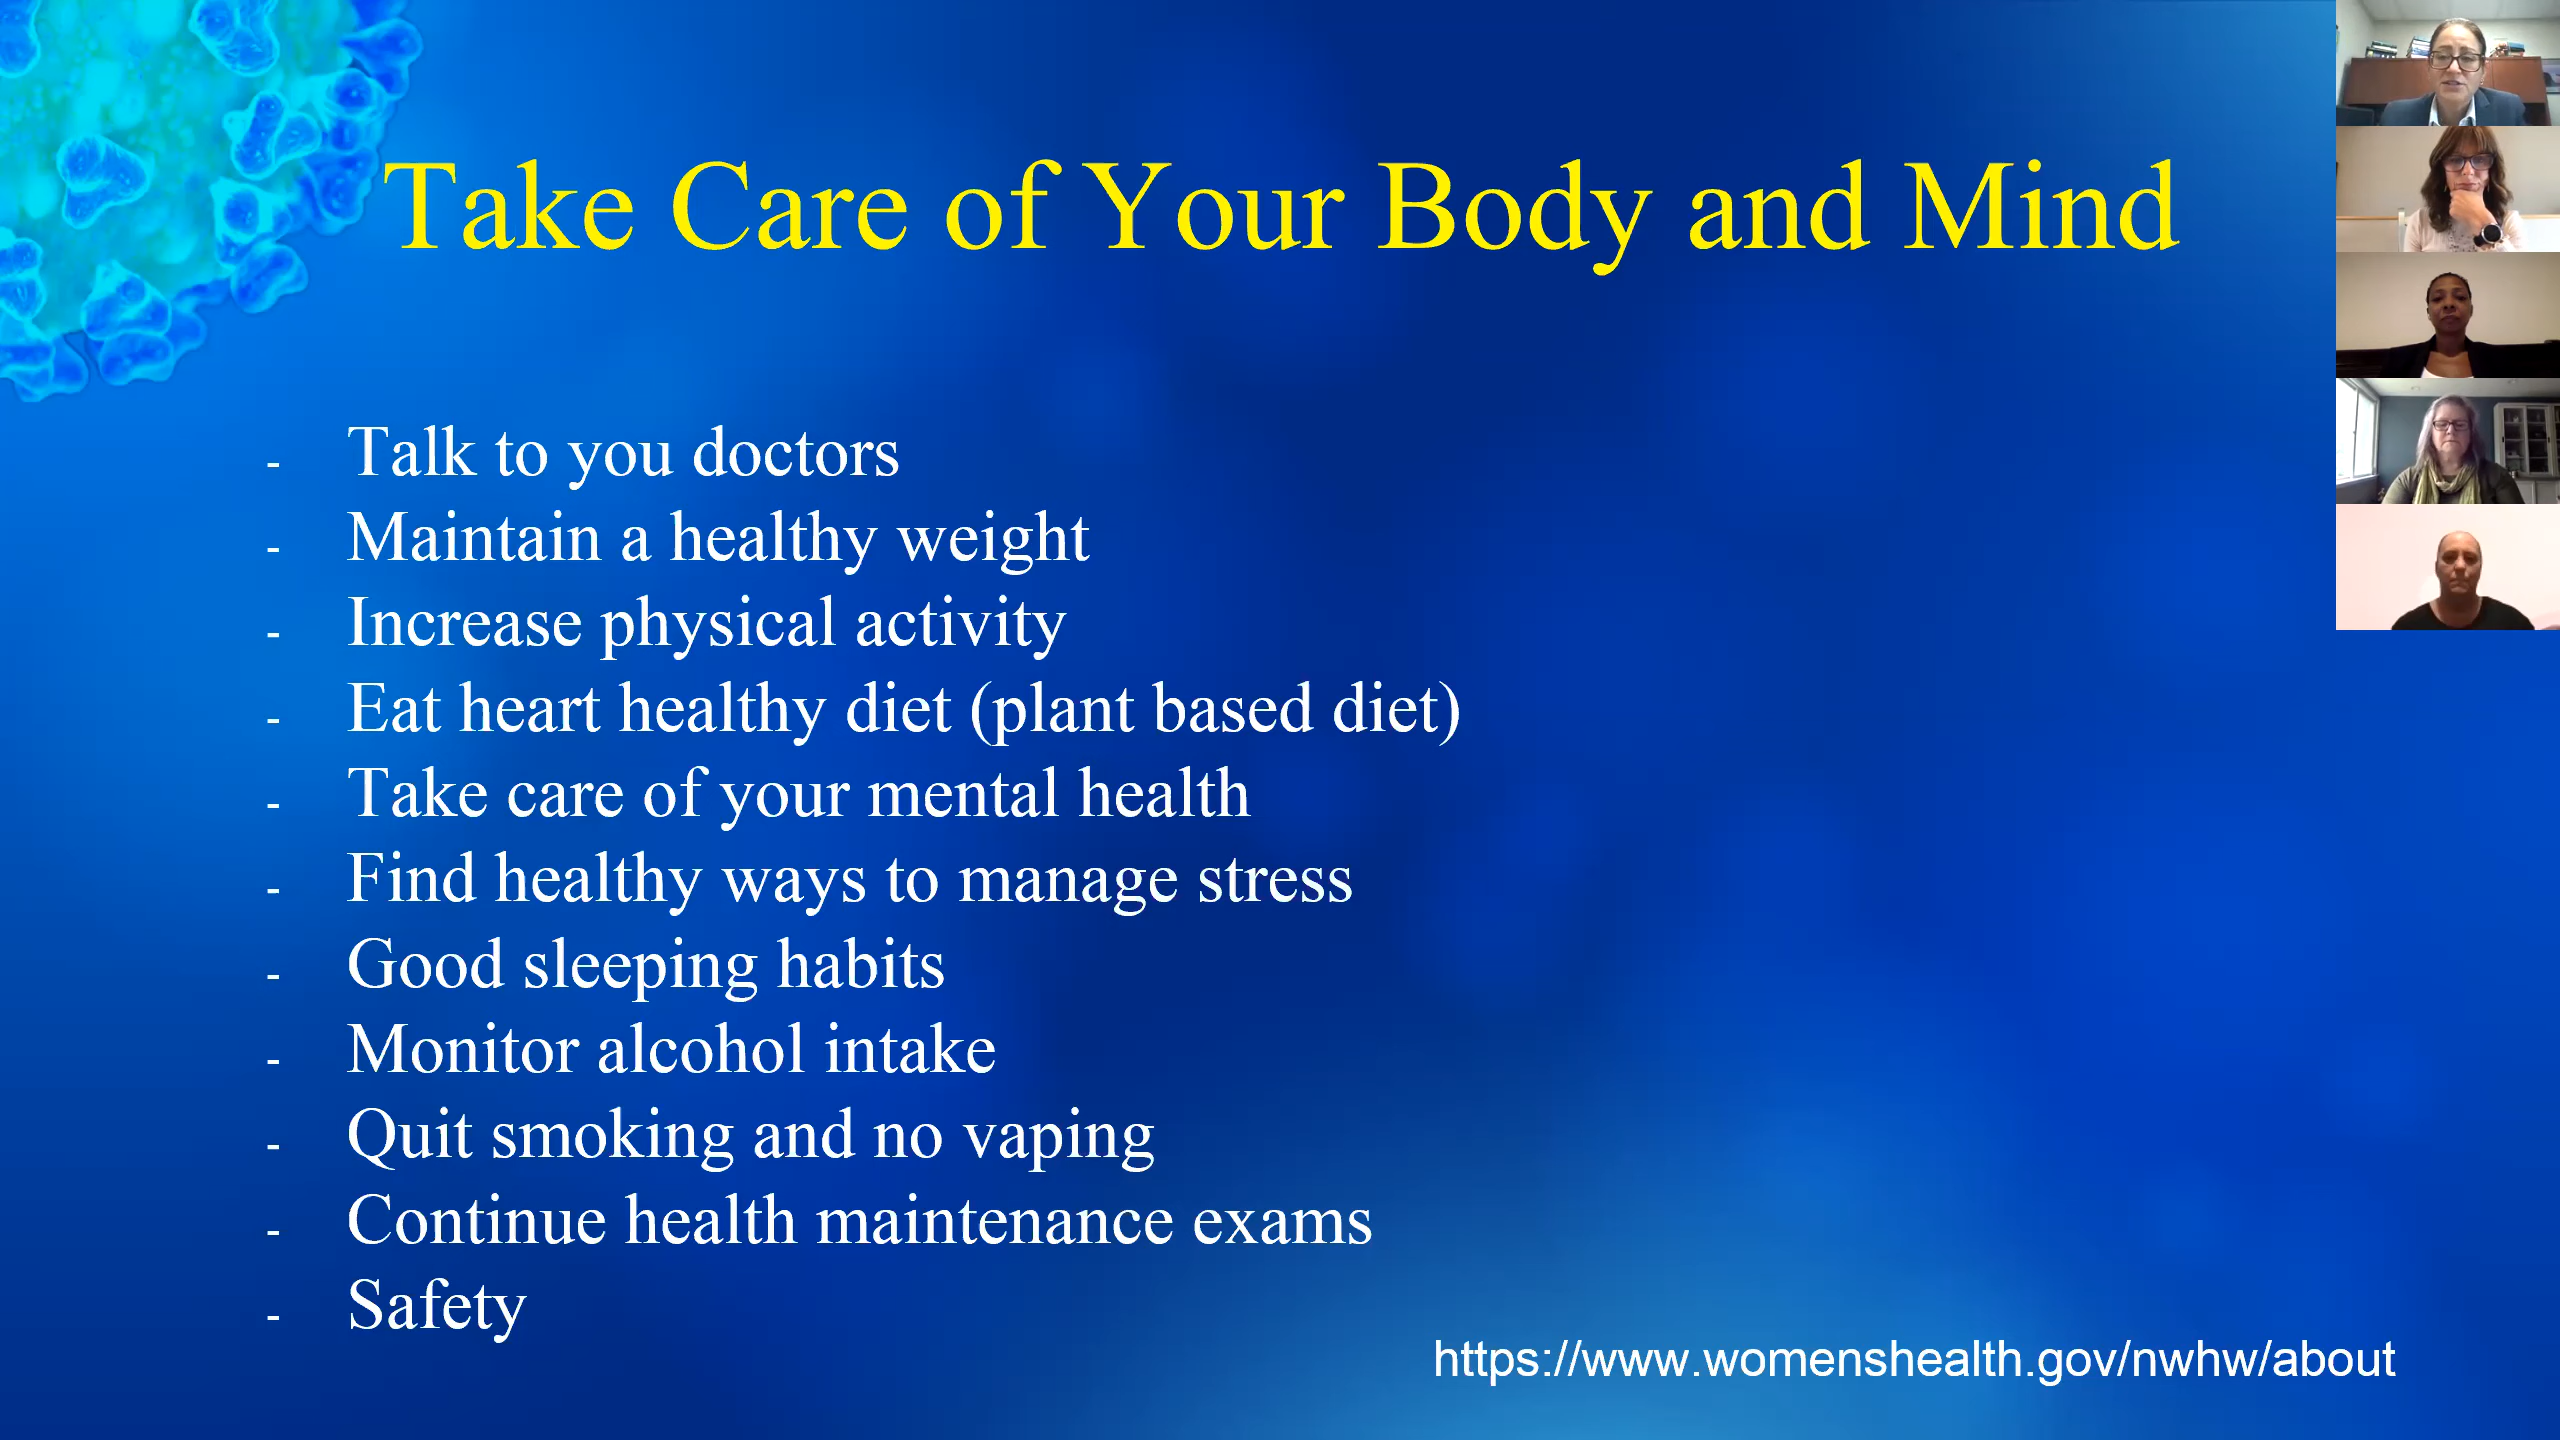 Take Care of Your Body and Mind
- Talk to you doctors
- Maintain a healthy weight
- Increase physical activity
- Eat heart healthy diet (plant based diet)
- Take care of your mental health
- Find healthy ways to manage stress
- Good sleeping habits
- Monitor alcohol intake
- Quit smoking and no vaping
- Continue health maintenance exams
- Safety
https://www.womenshealth.gov/nwhw/about